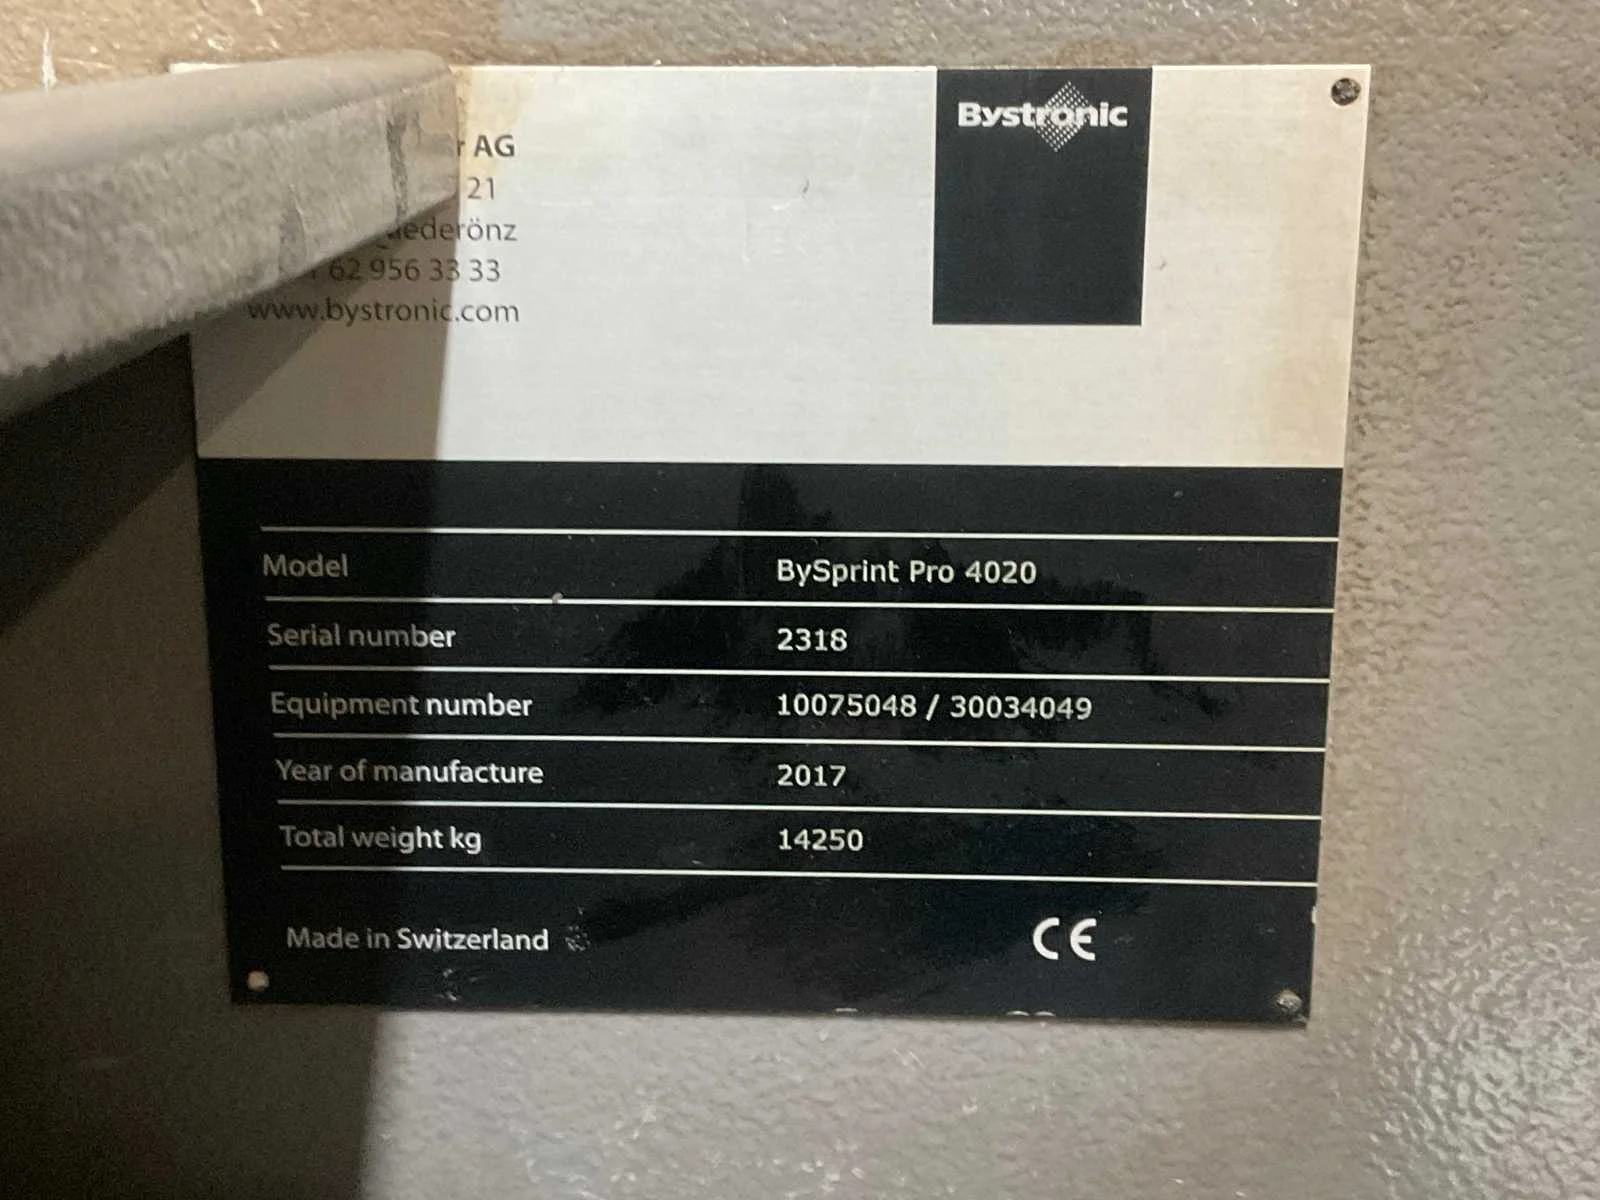 AG
21
62 956 33 33
www.bystronic.com
Bystronic
Model BySprint Pro 4020
Serial number 2318
Equipment number 10075048 / 30034049
Year of manufacture 2017
Total weight kg 14250
Made in Switzerland CE